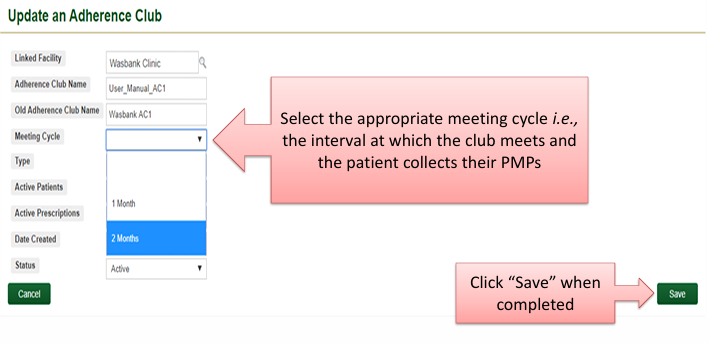 Update an Adherence Club
Linked Facility
Wasbank Clinic
Adherence Club Name
User_Manual_AC1
Old Adherence Club Name
Wasbank AC1
Meeting Cycle
Select the appropriate meeting cycle i.e.,
the interval at which the club meets and
the patient collects their PMPs
Type
Active Patients
1 Month
Active Prescriptions
Date Created
2 Months
Status
Active
Cancel
Click “Save” when
completed
Save